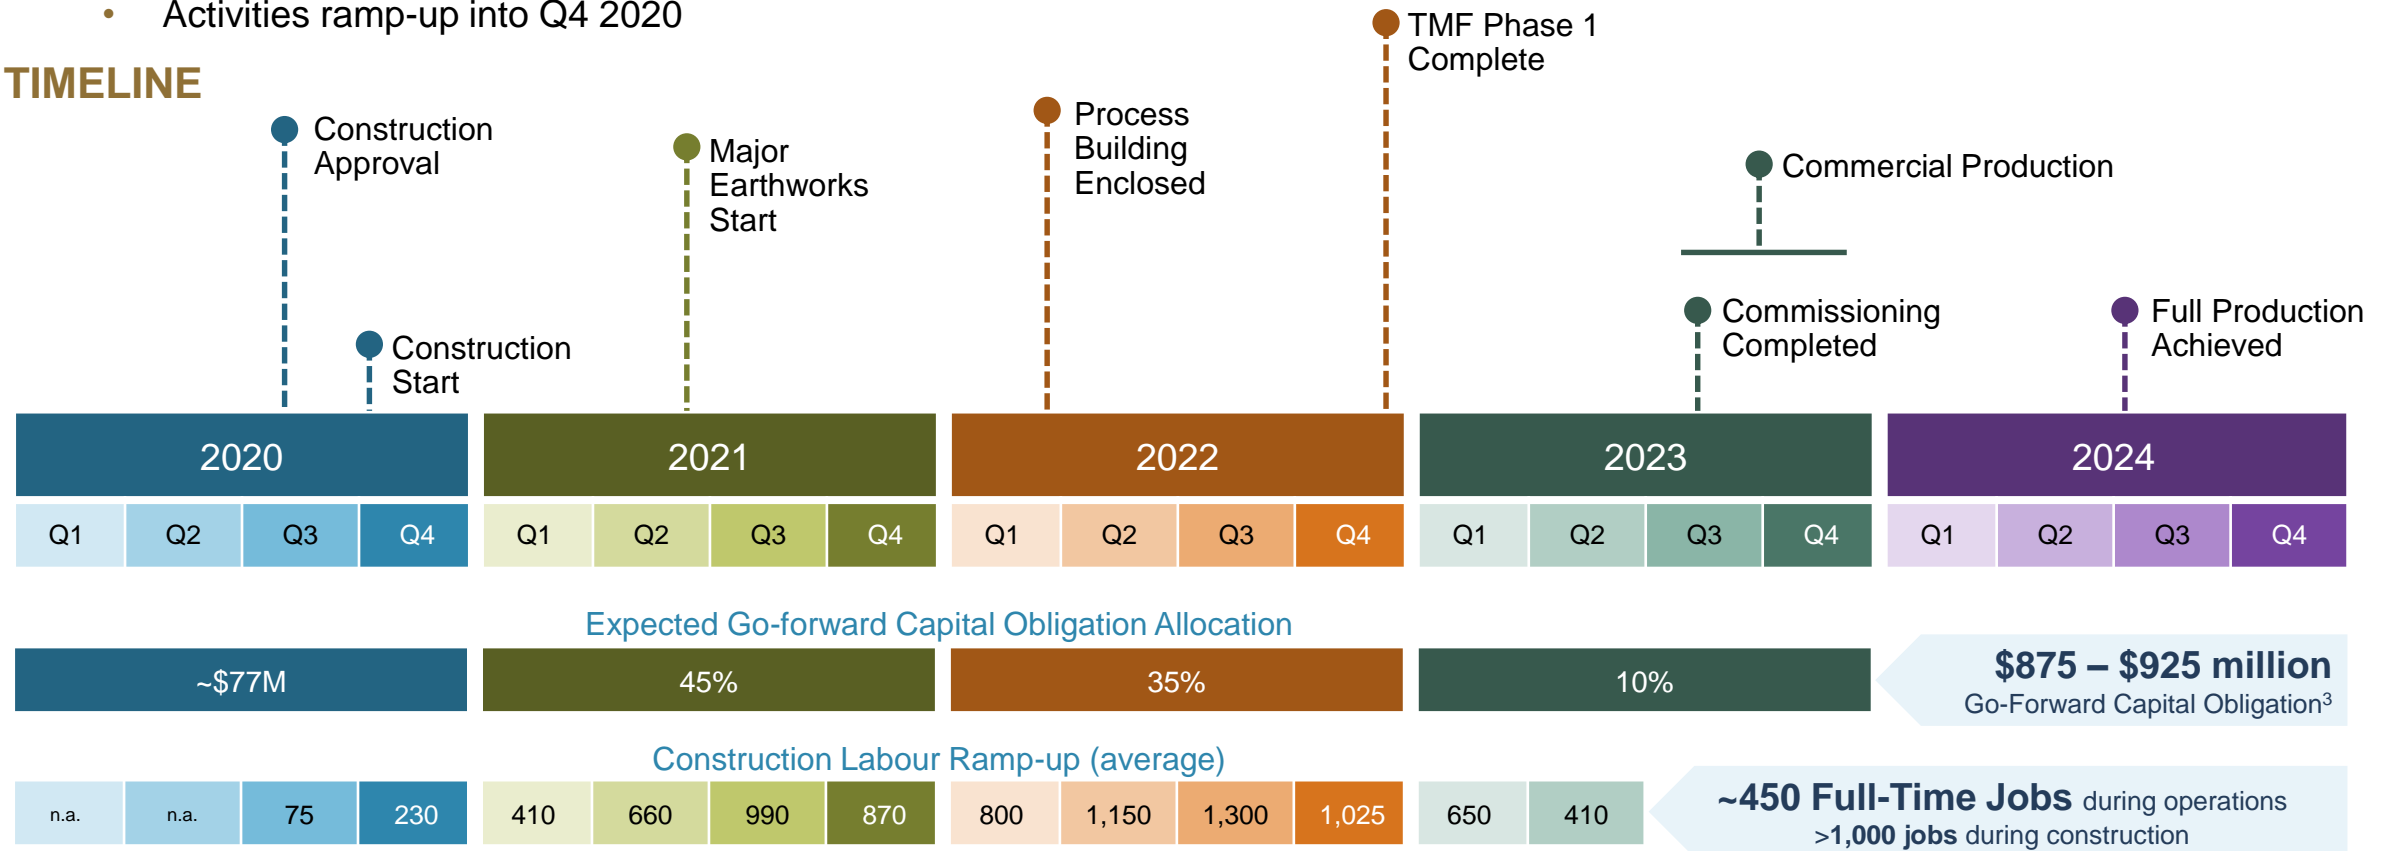 • Activities ramp-up into Q4 2020
TIMELINE
TMF Phase 1
Complete
Construction
Approval
Major
Earthworks
Start
Process
Building
Enclosed
Commercial Production
Construction
Start
Commissioning
Completed
Full Production
Achieved
2020 2021 2022 2023 2024
Q1 Q2 Q3 Q4 Q1 Q2 Q3 Q4 Q1 Q2 Q3 Q4 Q1 Q2 Q3 Q4 Q1 Q2 Q3 Q4
Expected Go-forward Capital Obligation Allocation
~$77M 45% 35% 10%
$875 – $925 million
Go-Forward Capital Obligation³
Construction Labour Ramp-up (average)
n.a. n.a. 75 230 410 660 990 870 800 1,150 1,300 1,025 650 410
~450 Full-Time Jobs during operations
>1,000 jobs during construction